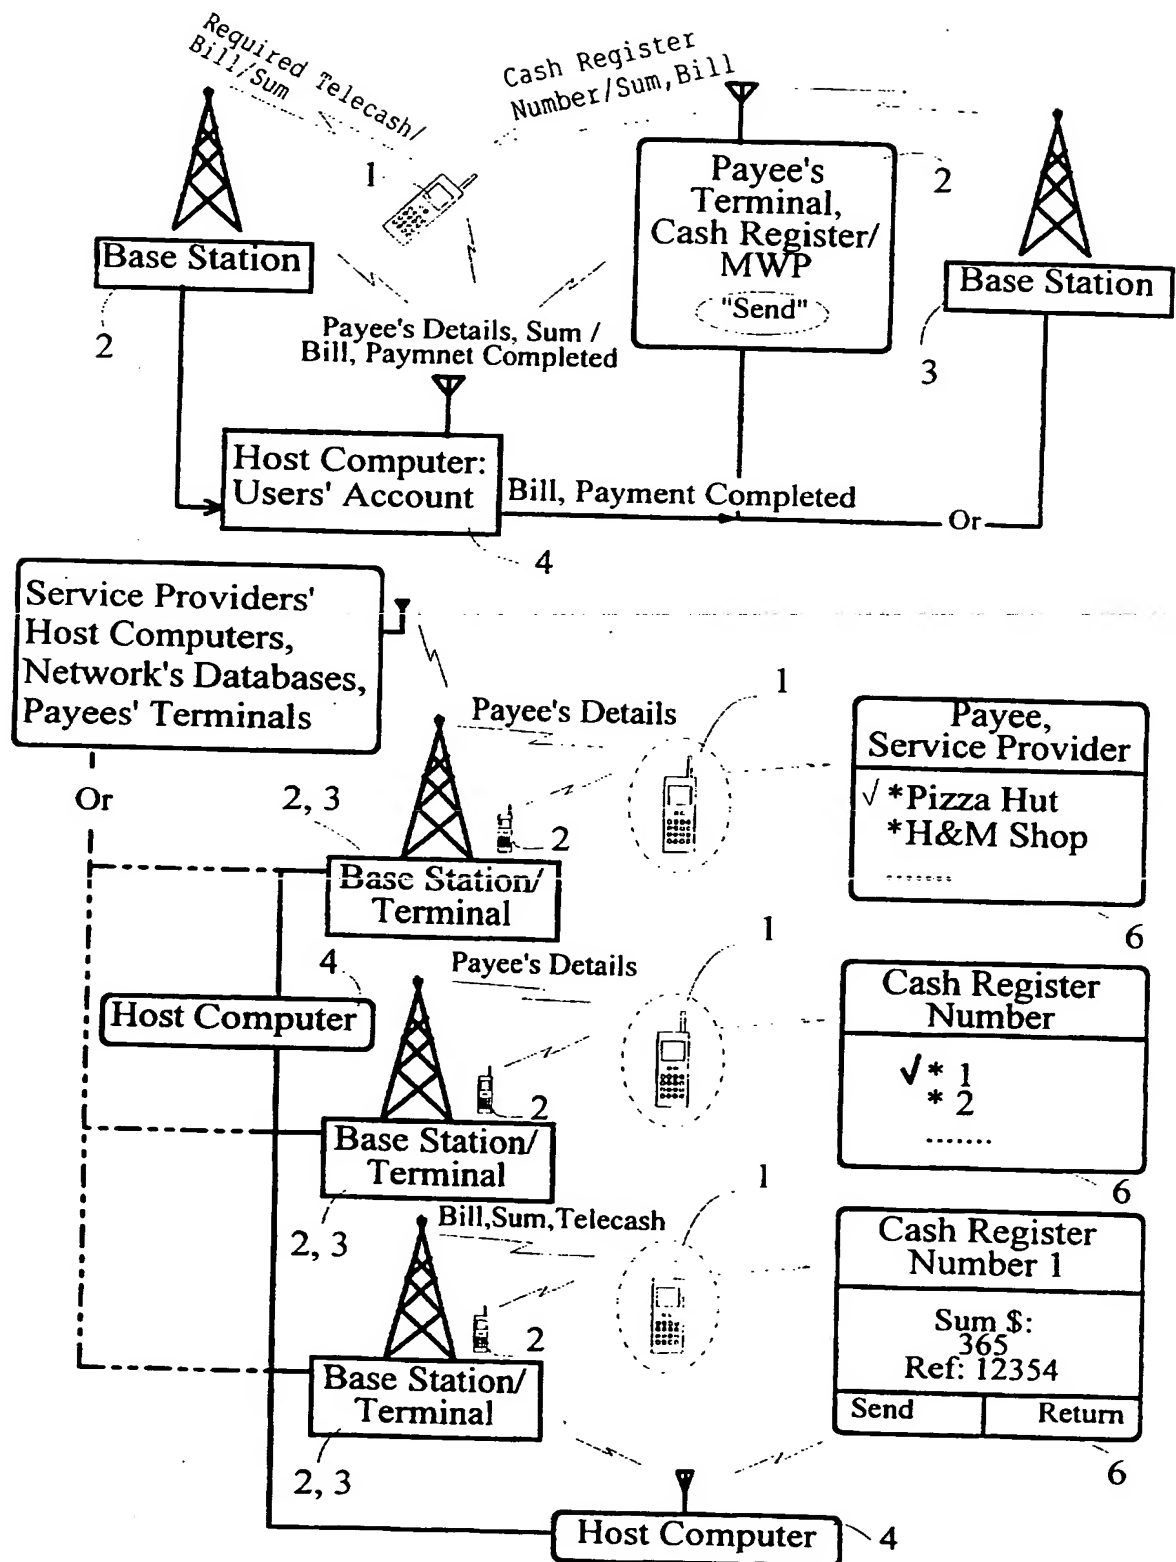 Required Telecash/
Bill/Sum
Cash Register
Number/Sum,Bill
1
Payee's
Terminal,
Cash Register/
MWP
"Send"
2
Base Station
2
Base Station
3
Payee's Details, Sum /
Bill, Paymnet Completed
Host Computer:
Users' Account
Bill, Payment Completed
Or
4
Service Providers'
Host Computers,
Network's Databases,
Payees' Terminals
Or
Payee's Details
1
Payee,
Service Provider
√ *Pizza Hut
*H&M Shop
.......
6
2, 3
2
Base Station/
Terminal
4
Host Computer
Payee's Details
1
Cash Register
Number
√ * 1
* 2
.......
6
2
Base Station/
Terminal
2, 3
Bill,Sum,Telecash
1
Cash Register
Number 1
Sum $:
365
Ref: 12354
Send
Return
6
2
Base Station/
Terminal
2, 3
Host Computer
4